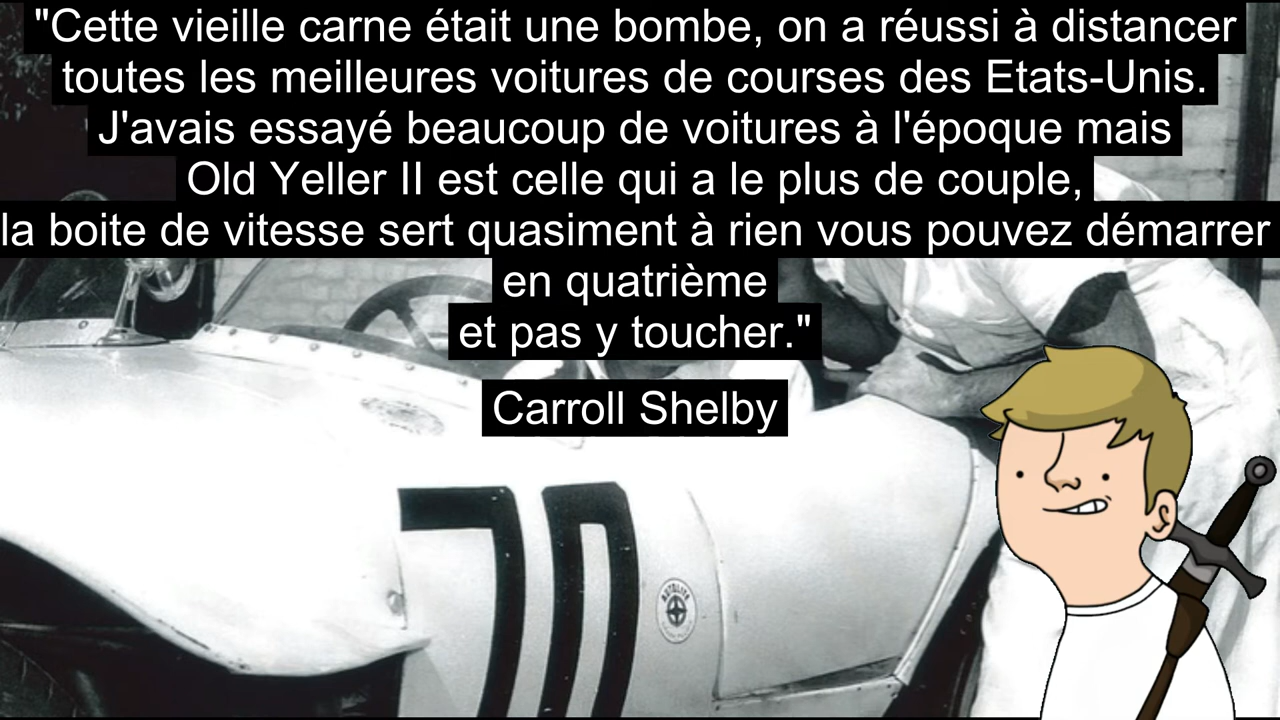 "Cette vieille carne était une bombe, on a réussi à distancer
toutes les meilleures voitures de courses des Etats-Unis.
J'avais essayé beaucoup de voitures à l'époque mais
Old Yeller II est celle qui a le plus de couple,
la boite de vitesse sert quasiment à rien vous pouvez démarrer
en quatrième
et pas y toucher."
Carroll Shelby
70
AUTOLITE